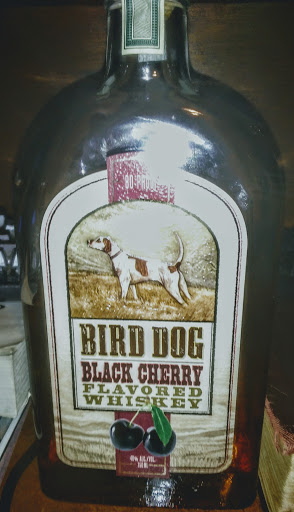 BIRD DOG
BLACK CHERRY
FLAVORED
WHISKEY